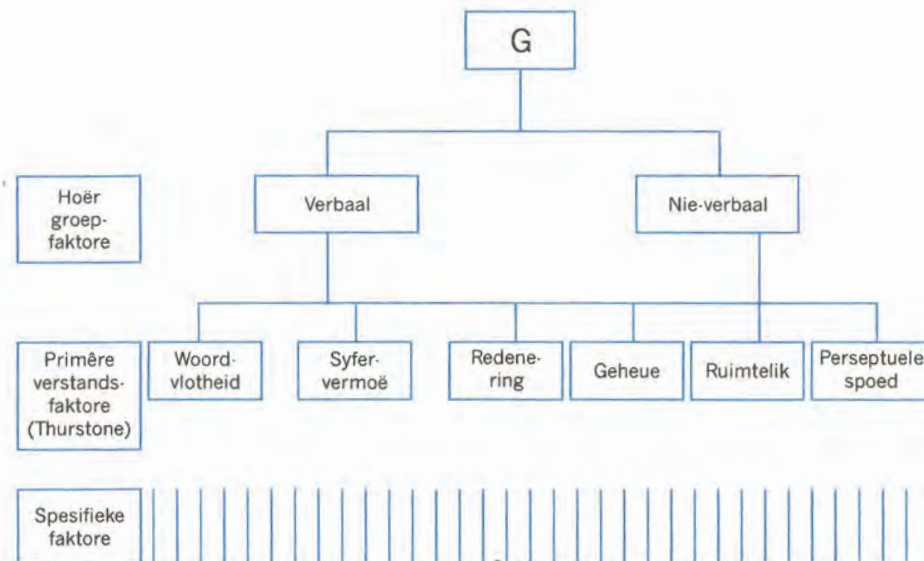 G
Hoër
groep-
faktore
Verbaal
Nie-verbaal
Primêre
verstands-
faktore
(Thurstone)
Woord-
vlotheid
Syfer-
vermoë
Redene-
ring
Geheue
Ruimtelik
Perseptuele
spoed
Spesifieke
faktore